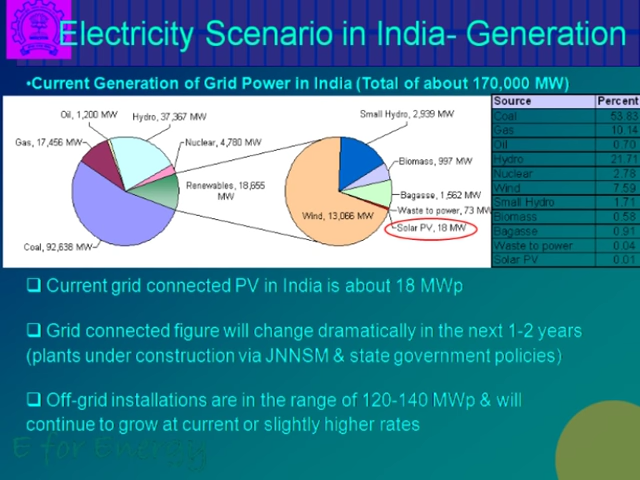 Electricity Scenario in India- Generation
•Current Generation of Grid Power in India (Total of about 170,000 MW)
Oil, 1,200 MW
Hydro, 37,367 MW
Gas, 17,456 MW
Nuclear, 4,780 MW
Renewables, 18,655
MW
Coal, 92,638 MW
Small Hydro, 2,939 MW
Biomass, 997 MW
Bagasse, 1,562 MW
Waste to power, 73 MW
Wind, 13,066 MW
Solar PV, 18 MW
Source Percent
Coal 53.83
Gas 10.14
Oil 0.70
Hydro 21.71
Nuclear 2.78
Wind 7.59
Small Hydro 1.71
Biomass 0.58
Bagasse 0.91
Waste to power 0.04
Solar PV 0.01
❑ Current grid connected PV in India is about 18 MWp
❑ Grid connected figure will change dramatically in the next 1-2 years
(plants under construction via JNNSM & state government policies)
❑ Off-grid installations are in the range of 120-140 MWp & will
continue to grow at current or slightly higher rates
E for Energy